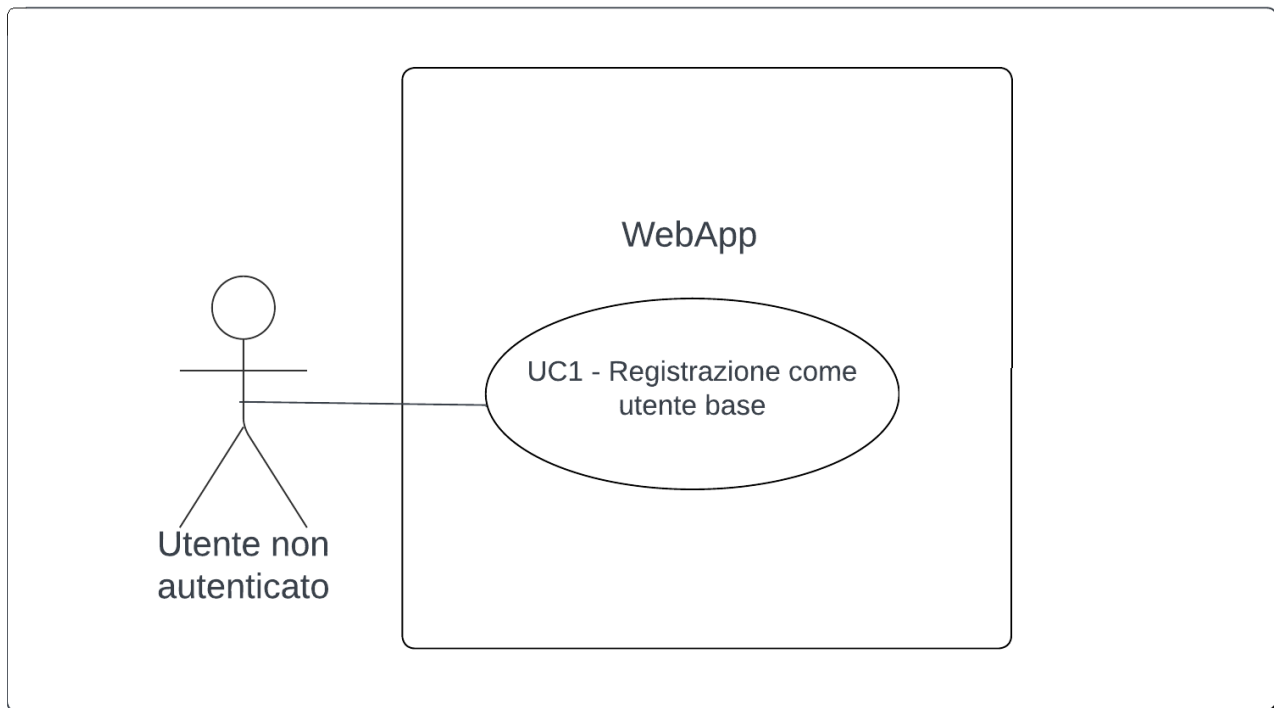 WebApp
UC1 - Registrazione come
utente base
Utente non
autenticato